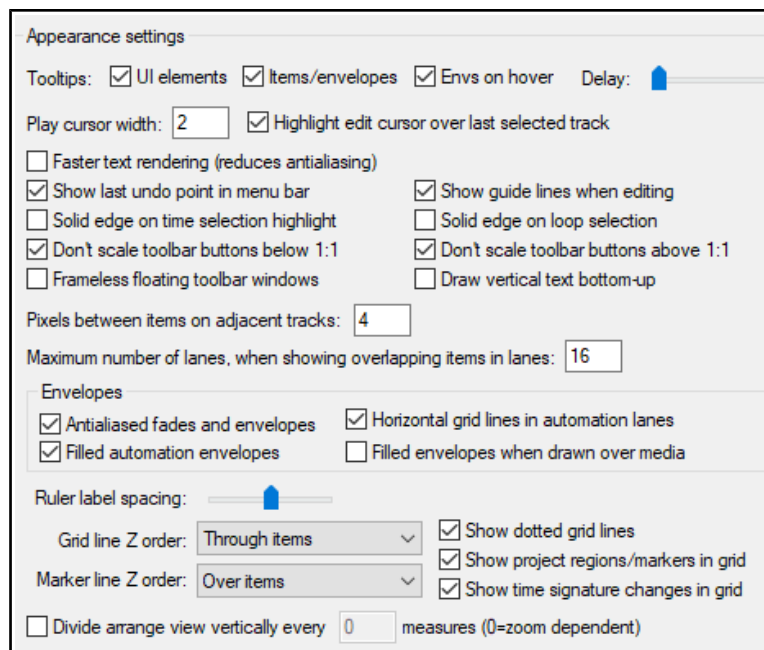 Appearance settings
Tooltips: UI elements Items/envelopes Envs on hover Delay:
Play cursor width: 2 Highlight edit cursor over last selected track
Faster text rendering (reduces antialiasing)
Show last undo point in menu bar Show guide lines when editing
Solid edge on time selection highlight Solid edge on loop selection
Don't scale toolbar buttons below 1:1 Don't scale toolbar buttons above 1:1
Frameless floating toolbar windows Draw vertical text bottom-up
Pixels between items on adjacent tracks: 4
Maximum number of lanes, when showing overlapping items in lanes: 16
Envelopes
Antialiased fades and envelopes Horizontal grid lines in automation lanes
Filled automation envelopes Filled envelopes when drawn over media
Ruler label spacing:
Grid line Z order: Through items Show dotted grid lines
Show project regions/markers in grid
Marker line Z order: Over items Show time signature changes in grid
Divide arrange view vertically every 0 measures (0=zoom dependent)